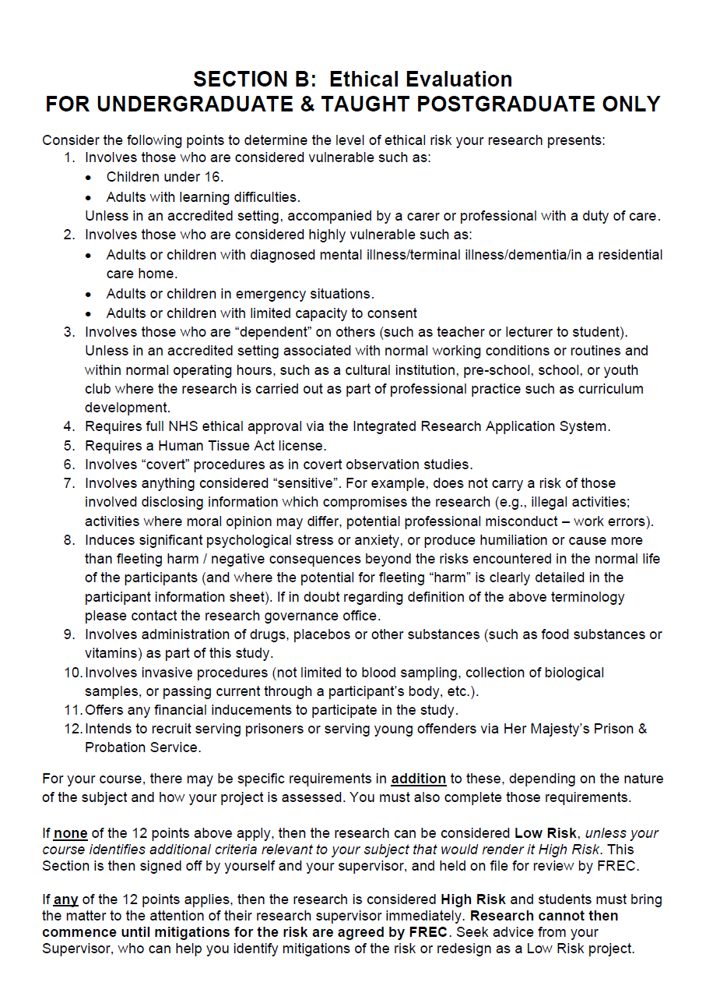 SECTION B:  Ethical Evaluation
FOR UNDERGRADUATE & TAUGHT POSTGRADUATE ONLY
Consider the following points to determine the level of ethical risk your research presents:
1. Involves those who are considered vulnerable such as:
• Children under 16.
• Adults with learning difficulties.
Unless in an accredited setting, accompanied by a carer or professional with a duty of care.
2. Involves those who are considered highly vulnerable such as:
• Adults or children with diagnosed mental illness/terminal illness/dementia/in a residential
care home.
• Adults or children in emergency situations.
• Adults or children with limited capacity to consent
3. Involves those who are “dependent” on others (such as teacher or lecturer to student).
Unless in an accredited setting associated with normal working conditions or routines and
within normal operating hours, such as a cultural institution, pre-school, school, or youth
club where the research is carried out as part of professional practice such as curriculum
development.
4. Requires full NHS ethical approval via the Integrated Research Application System.
5. Requires a Human Tissue Act license.
6. Involves “covert” procedures as in covert observation studies.
7. Involves anything considered “sensitive”. For example, does not carry a risk of those
involved disclosing information which compromises the research (e.g., illegal activities;
activities where moral opinion may differ, potential professional misconduct – work errors).
8. Induces significant psychological stress or anxiety, or produce humiliation or cause more
than fleeting harm / negative consequences beyond the risks encountered in the normal life
of the participants (and where the potential for fleeting “harm” is clearly detailed in the
participant information sheet). If in doubt regarding definition of the above terminology
please contact the research governance office.
9. Involves administration of drugs, placebos or other substances (such as food substances or
vitamins) as part of this study.
10. Involves invasive procedures (not limited to blood sampling, collection of biological
samples, or passing current through a participant’s body, etc.).
11. Offers any financial inducements to participate in the study.
12. Intends to recruit serving prisoners or serving young offenders via Her Majesty’s Prison &
Probation Service.
For your course, there may be specific requirements in addition to these, depending on the nature
of the subject and how your project is assessed. You must also complete those requirements.
If none of the 12 points above apply, then the research can be considered Low Risk, unless your
course identifies additional criteria relevant to your subject that would render it High Risk. This
Section is then signed off by yourself and your supervisor, and held on file for review by FREC.
If any of the 12 points applies, then the research is considered High Risk and students must bring
the matter to the attention of their research supervisor immediately. Research cannot then
commence until mitigations for the risk are agreed by FREC. Seek advice from your
Supervisor, who can help you identify mitigations of the risk or redesign as a Low Risk project.